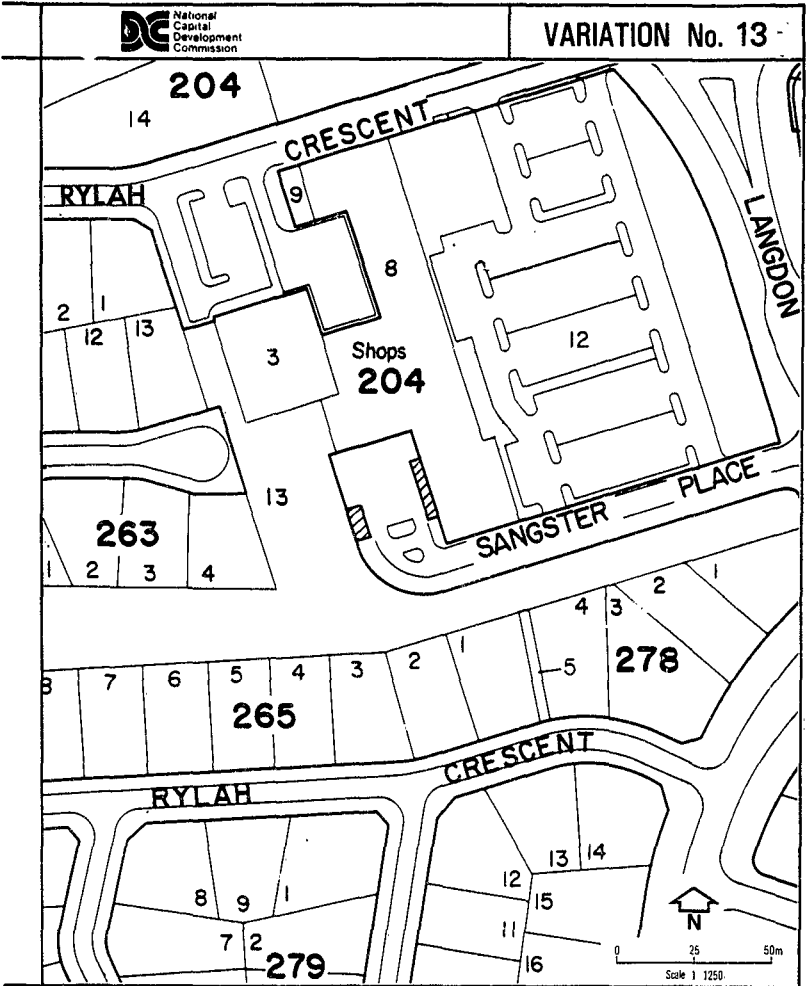 National
Capital
Development
Commission
VARIATION No. 13
204
14
CRESCENT
RYLAH
9
LANGDON
8
2
1
12
13
3
12
Shops
204
13
PLACE
SANGSTER
263
1
2
3
4
1
2
4
3
5
278
8
7
6
5
4
3
2
1
265
CRESCENT
RYLAH
13
14
12
15
8
9
1
11
7
2
279
16
N
0
25
50m
Scale 1 1250